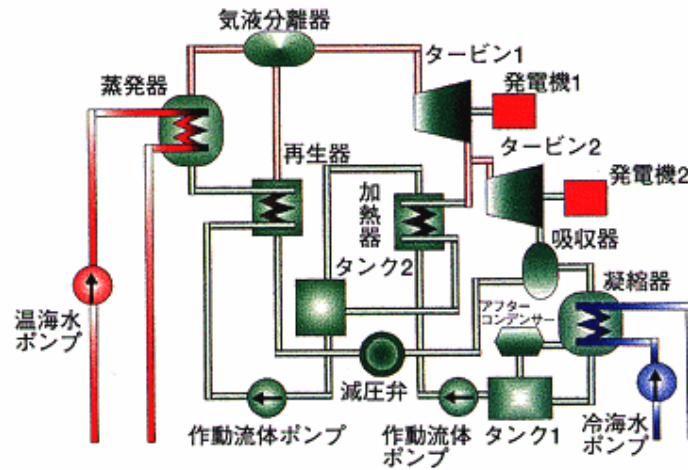 気液分離器
タービン1
蒸発器
発電機1
再生器
タービン2
加熱器
発電機2
吸収器
タンク2
凝縮器
アフター
コンデンサー
温海水
ポンプ
減圧弁
作動流体ポンプ
作動流体
ポンプ
タンク1
冷海水
ポンプ